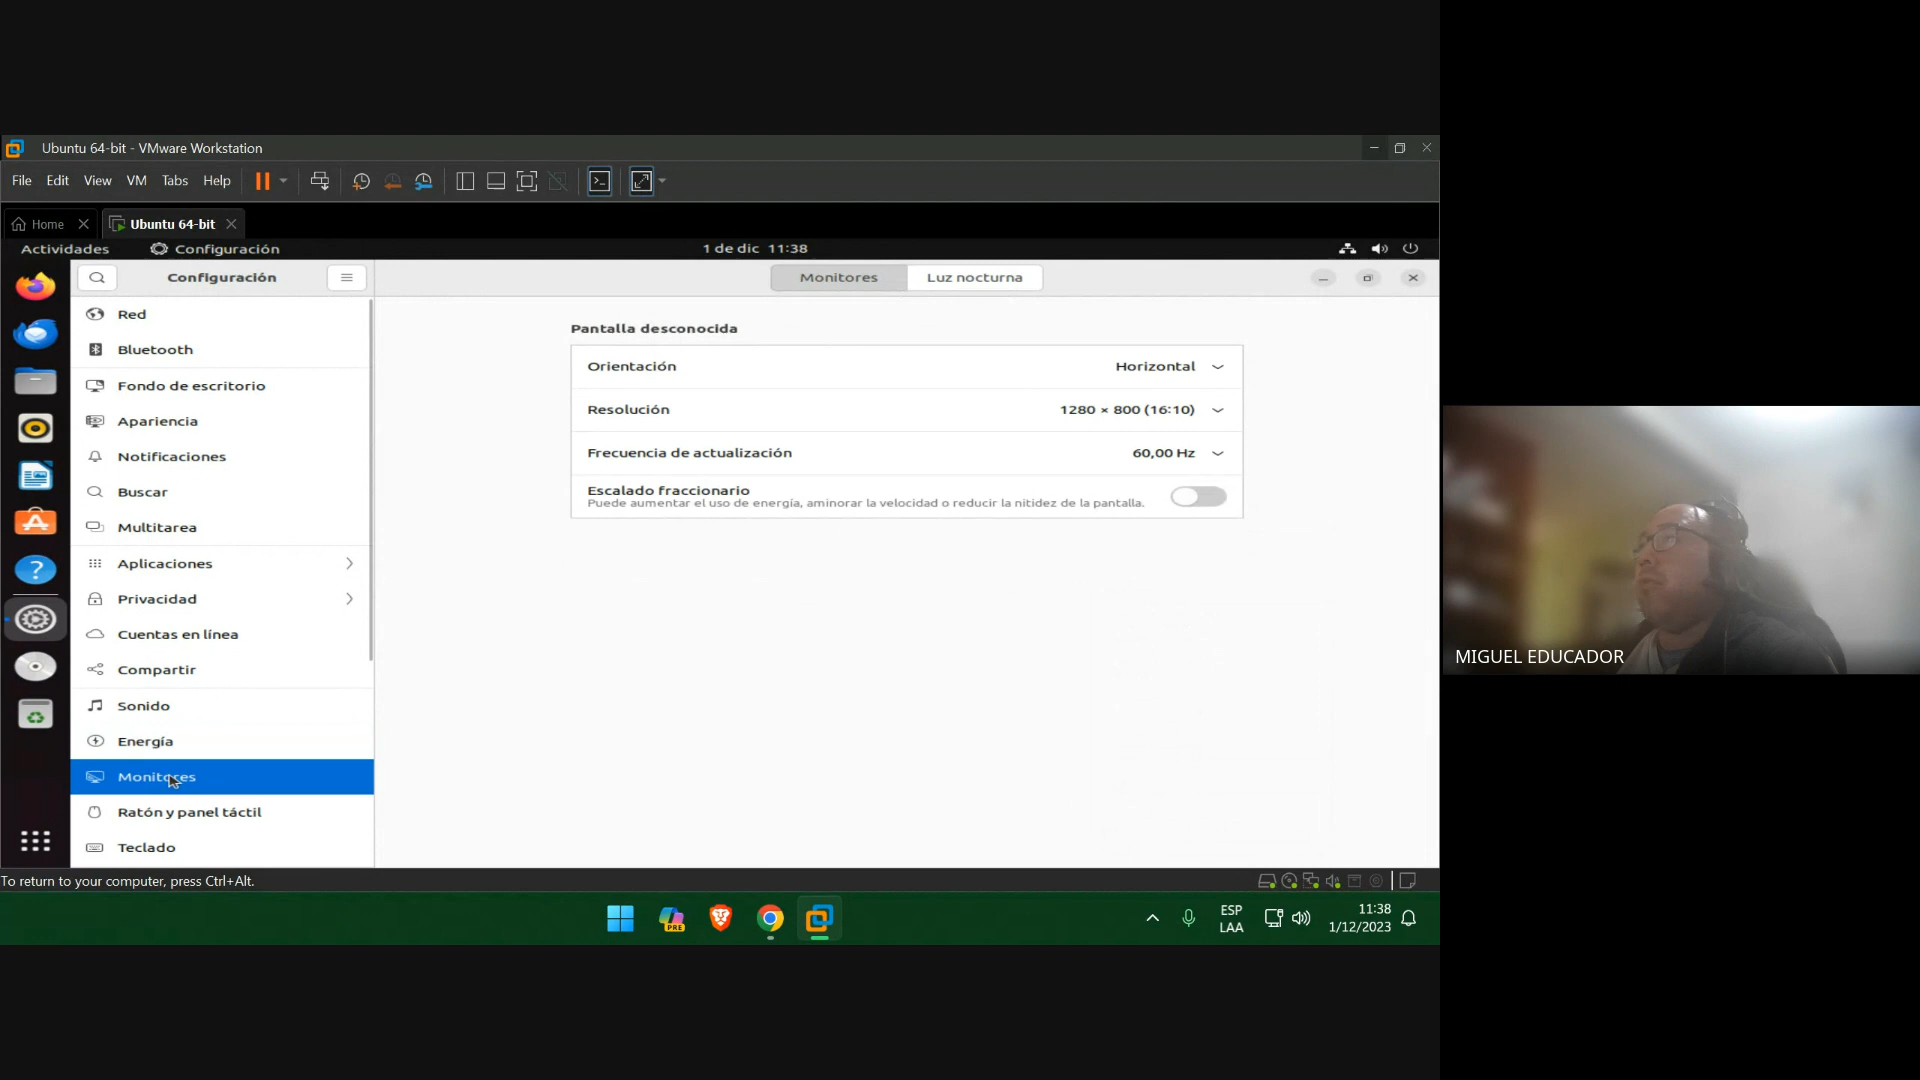 Ubuntu 64-bit - VMware Workstation
File Edit View VM Tabs Help
Home Ubuntu 64-bit
Actividades Configuración 1 de dic 11:38
Configuración Monitores Luz nocturna
Red
Bluetooth
Fondo de escritorio
Apariencia
Notificaciones
Buscar
Multitarea
Aplicaciones
Privacidad
Cuentas en línea
Compartir
Sonido
Energía
Monitores
Ratón y panel táctil
Teclado
Pantalla desconocida
Orientación Horizontal
Resolución 1280 × 800 (16:10)
Frecuencia de actualización 60,00 Hz
Escalado fraccionario
Puede aumentar el uso de energía, aminorar la velocidad o reducir la nitidez de la pantalla.
MIGUEL EDUCADOR
To return to your computer, press Ctrl+Alt.
PRE
ESP
LAA
11:38
1/12/2023